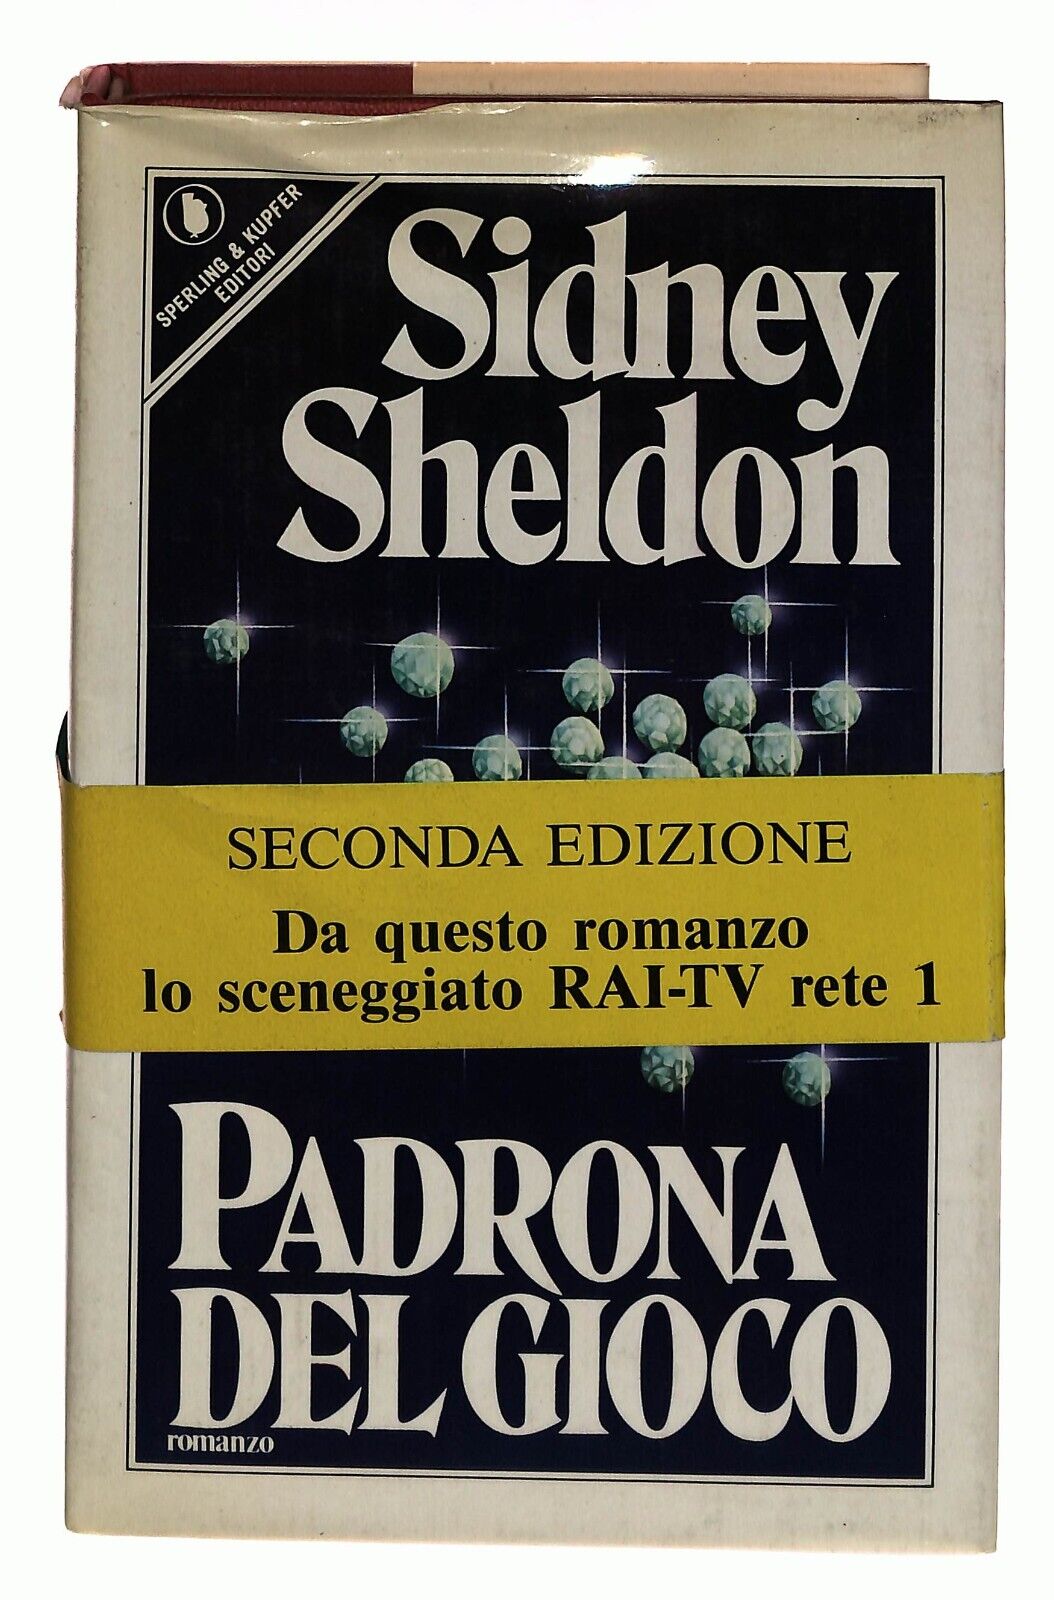 SPERLING & KUPFER
EDITORI
Sidney
Sheldon
SECONDA EDIZIONE
Da questo romanzo
lo sceneggiato RAI-TV rete 1
PADRONA
DEL GIOCO
romanzo